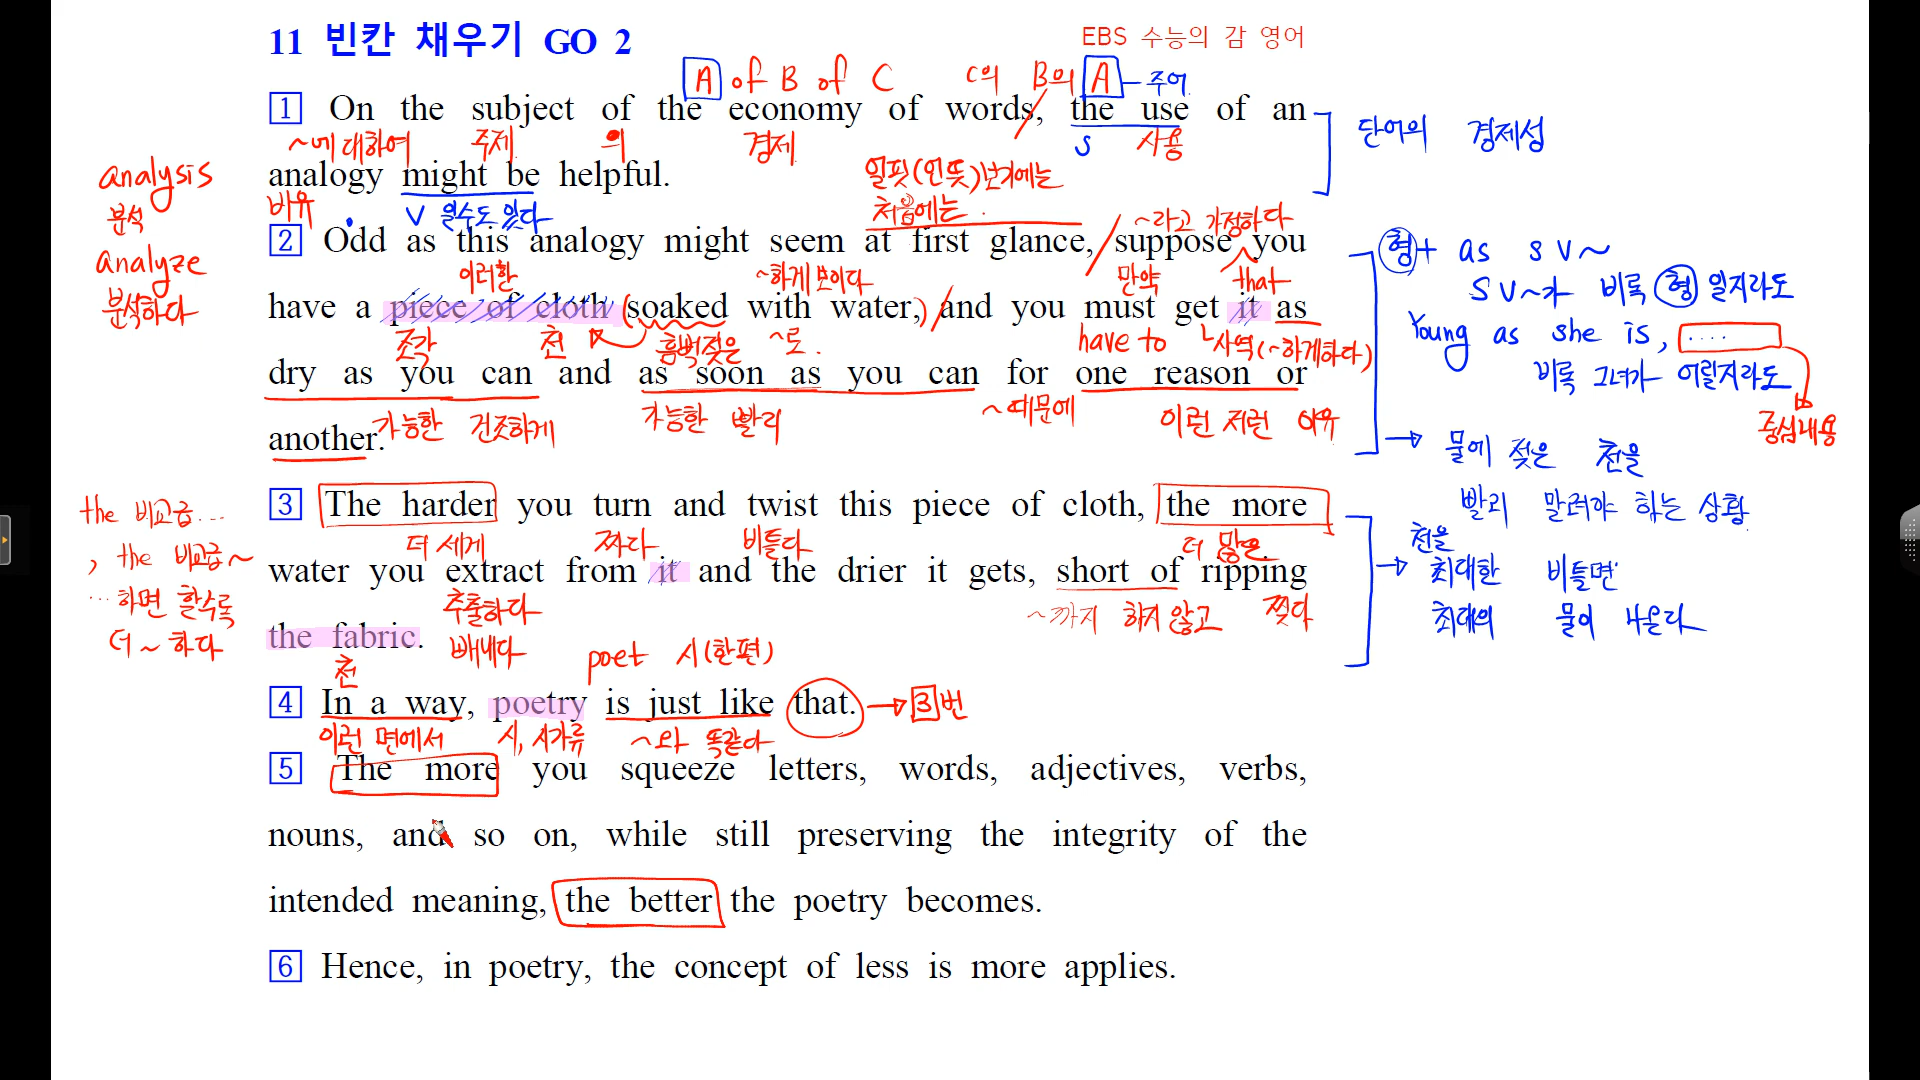 11 빈칸 채우기 GO 2
EBS 수능의 감 영어
A of B of C C의 B의 A - 주어
1 On the subject of the economy of words, the use of an
~에 대하여 주제 의 경제 S 사용
단어의 경제성
analogy might be helpful.
비유 V 일수도 있다
일핏(언뜻)보기에는
처음에는
analysis
분석
analyze
분석하다
~라고 가정하다
2 Odd as this analogy might seem at first glance, suppose you
이러한 ~하게 보이다 만약 that
have a piece of cloth (soaked with water,) and you must get it as
조각 천 흠뻑젖은 ~로. have to 사역(~하게하다)
dry as you can and as soon as you can for one reason or
가능한 건조하게 가능한 빨리 ~때문에 이런 저런 이유
another.
형+ as S V~
S V~가 비록 형 일지라도
Young as she is, ....
비록 그녀가 어릴지라도
중심내용
→ 물에 젖은 천을
빨리 말려야 하는 상황
3 The harder you turn and twist this piece of cloth, the more
더 세게 짜다 비틀다 더 많은
water you extract from it and the drier it gets, short of ripping
추출하다 ~까지 하지 않고 찢다
빼내다
the fabric.
천
the 비교급...
, the 비교급~
...하면 할수록
더 ~ 하다
천을
→ 최대한 비틀면
최대의 물이 나온다
poet 시(한편)
4 In a way, poetry is just like that. → 3번
이런 면에서 시, 시가류 ~와 똑같다
5 The more you squeeze letters, words, adjectives, verbs,
nouns, and so on, while still preserving the integrity of the
intended meaning, the better the poetry becomes.
6 Hence, in poetry, the concept of less is more applies.